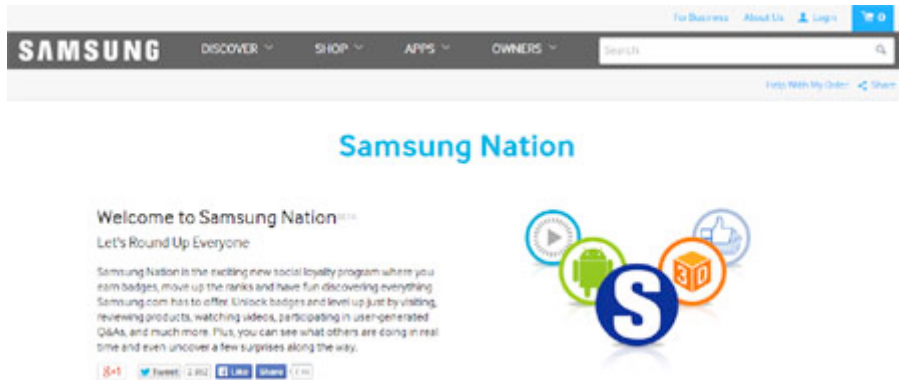 For Business About Us Login 0
SAMSUNG DISCOVER SHOP APPS OWNERS Search
Help With My Order Share
Samsung Nation
Welcome to Samsung Nation
Let's Round Up Everyone
Samsung Nation is the exciting new social loyalty program where you
earn badges, move up the ranks and have fun discovering everything
Samsung.com has to offer. Unlock badges and level up just by visiting,
reviewing products, watching videos, participating in user-generated
Q&As, and much more. Plus, you can see what others are doing in real
time and even uncover a few surprises along the way.
S
3D
g+1 Tweet Like Share